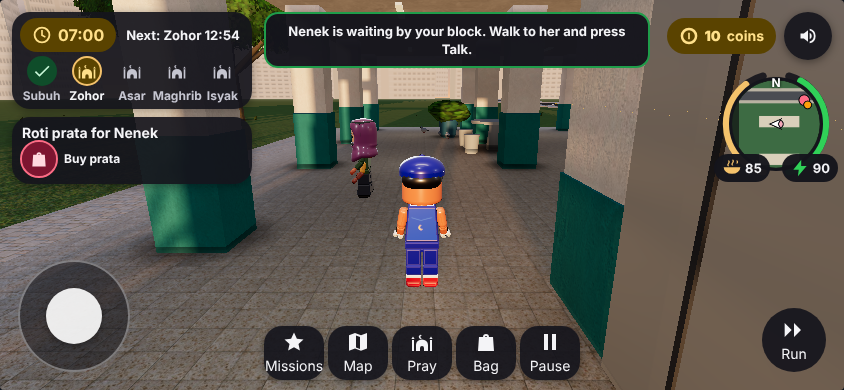 07:00
Next: Zohor 12:54
Subuh
Zohor
Asar
Maghrib
Isyak
Roti prata for Nenek
Buy prata
Nenek is waiting by your block. Walk to her and press
Talk.
10 coins
N
85
90
Missions
Map
Pray
Bag
Pause
Run